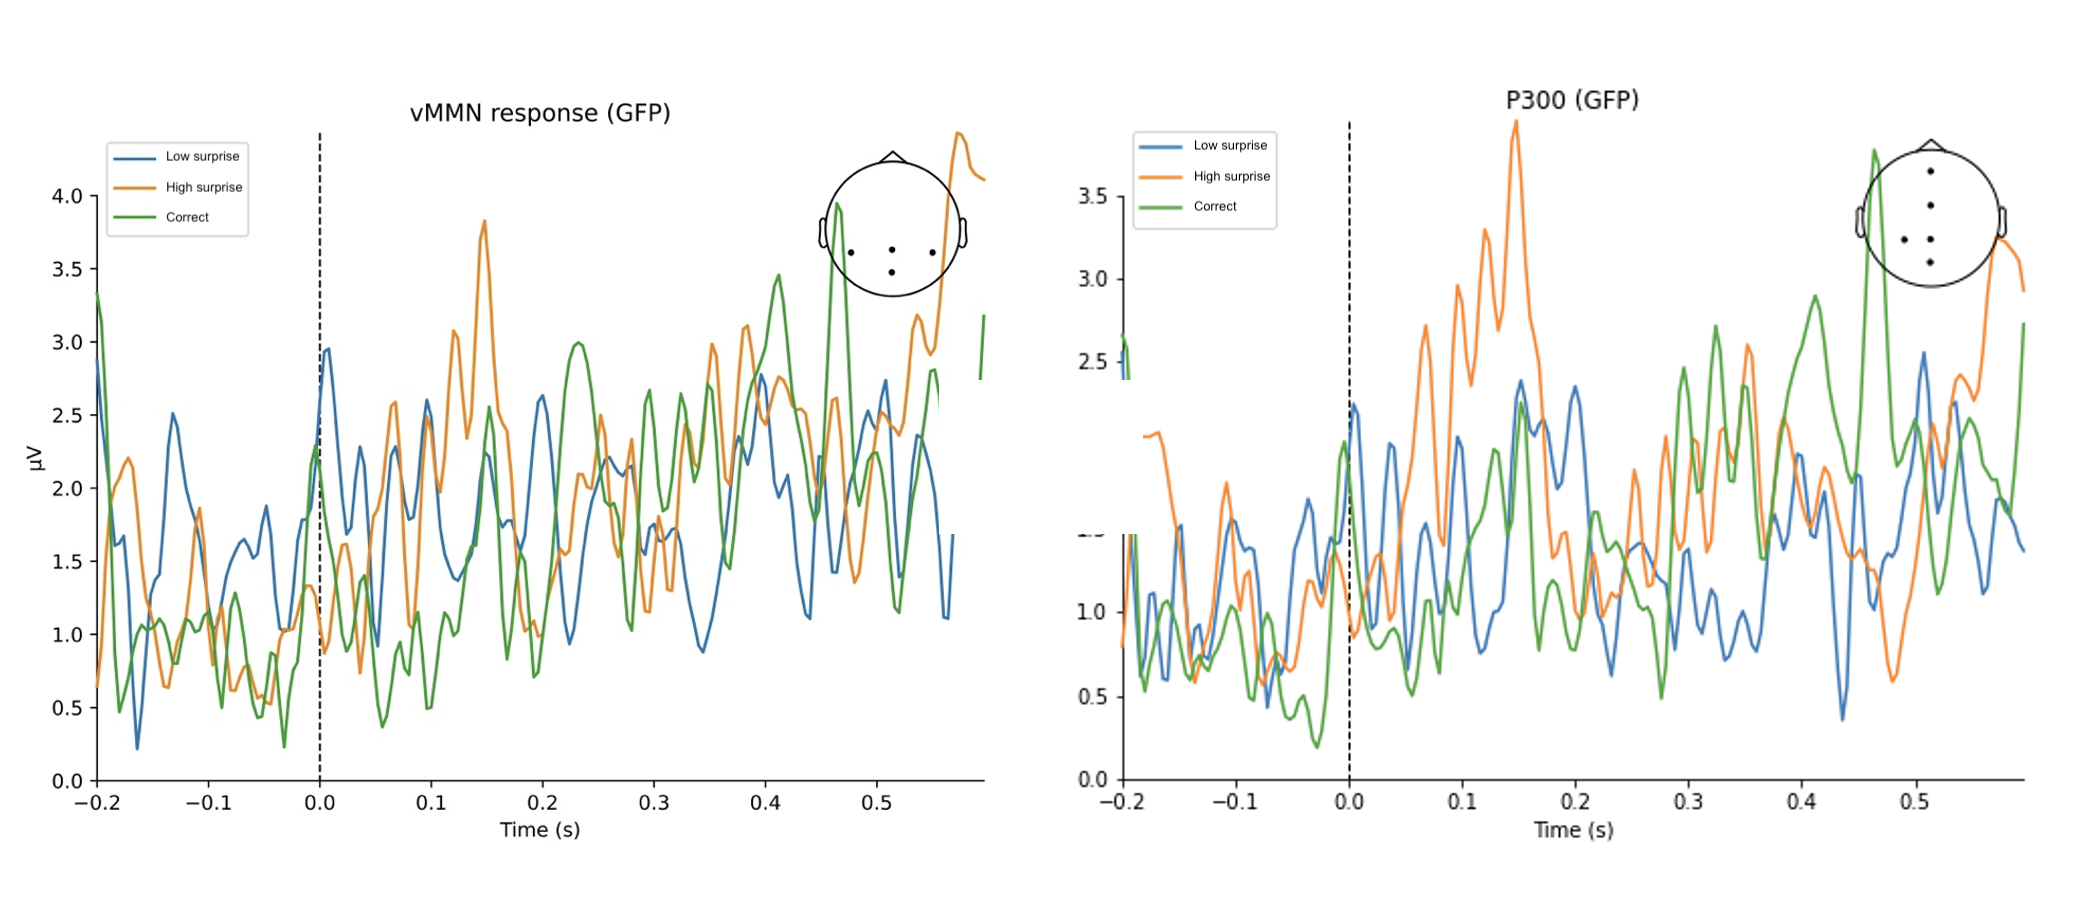 vMMN response (GFP)
Low surprise
High surprise
Correct
4.0
3.5
3.0
2.5
2.0
1.5
1.0
0.5
0.0
µV
−0.2 −0.1 0.0 0.1 0.2 0.3 0.4 0.5
Time (s)
P300 (GFP)
Low surprise
High surprise
Correct
3.5
3.0
2.5
1.0
0.5
0.0
−0.2 −0.1 0.0 0.1 0.2 0.3 0.4 0.5
Time (s)